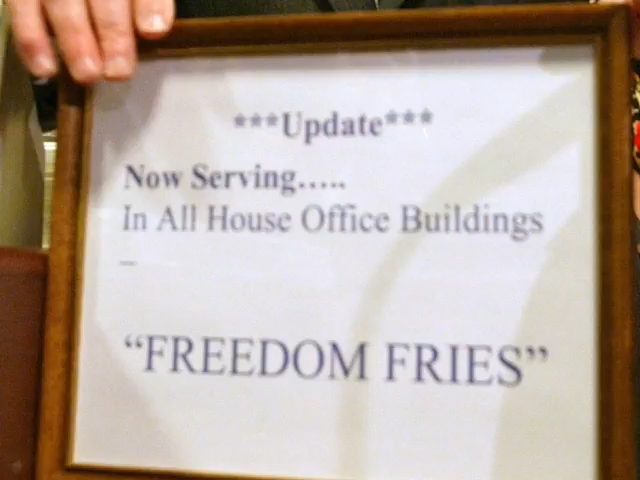 ***Update***
Now Serving.....
In All House Office Buildings
—
“FREEDOM FRIES”